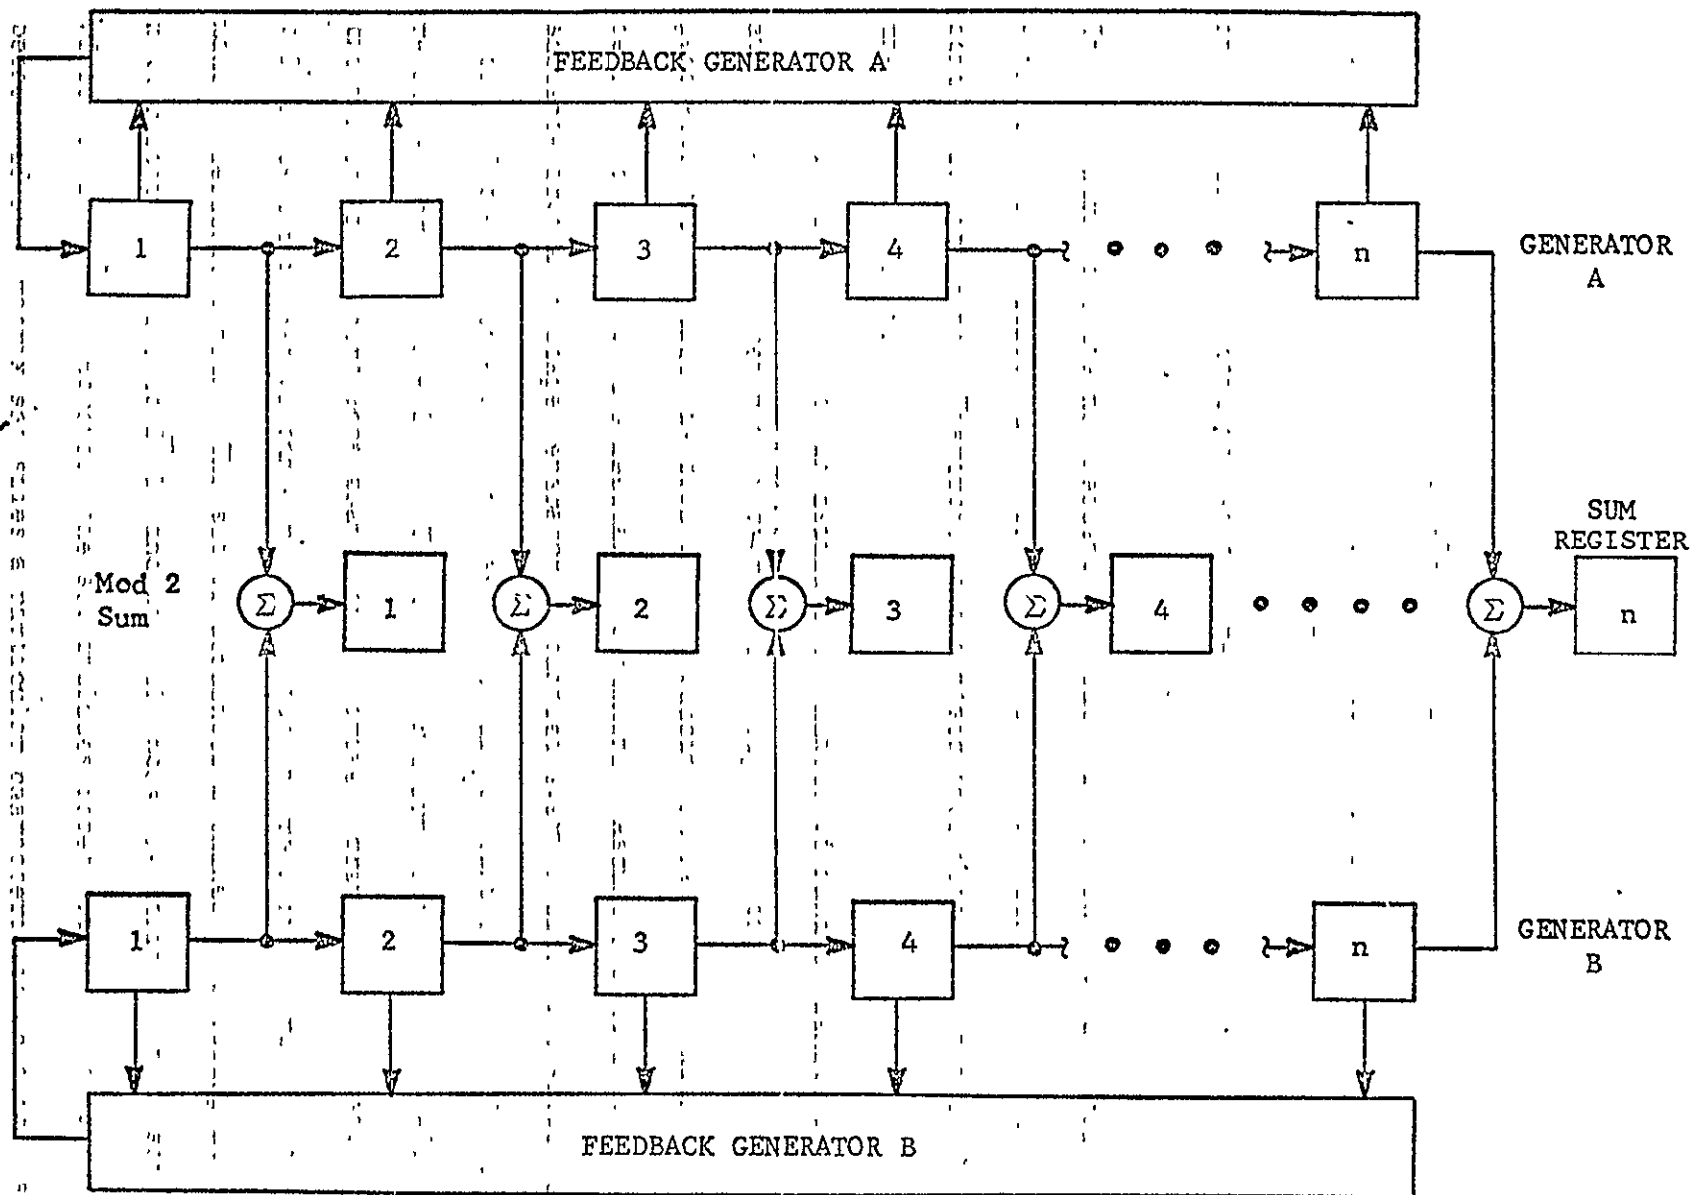 FEEDBACK GENERATOR A
1 2 3 4 n
GENERATOR
A
SUM
REGISTER
Mod 2
Sum
Σ 1 Σ 2 Σ 3 Σ 4 Σ n
1 2 3 4 n
GENERATOR
B
FEEDBACK GENERATOR B